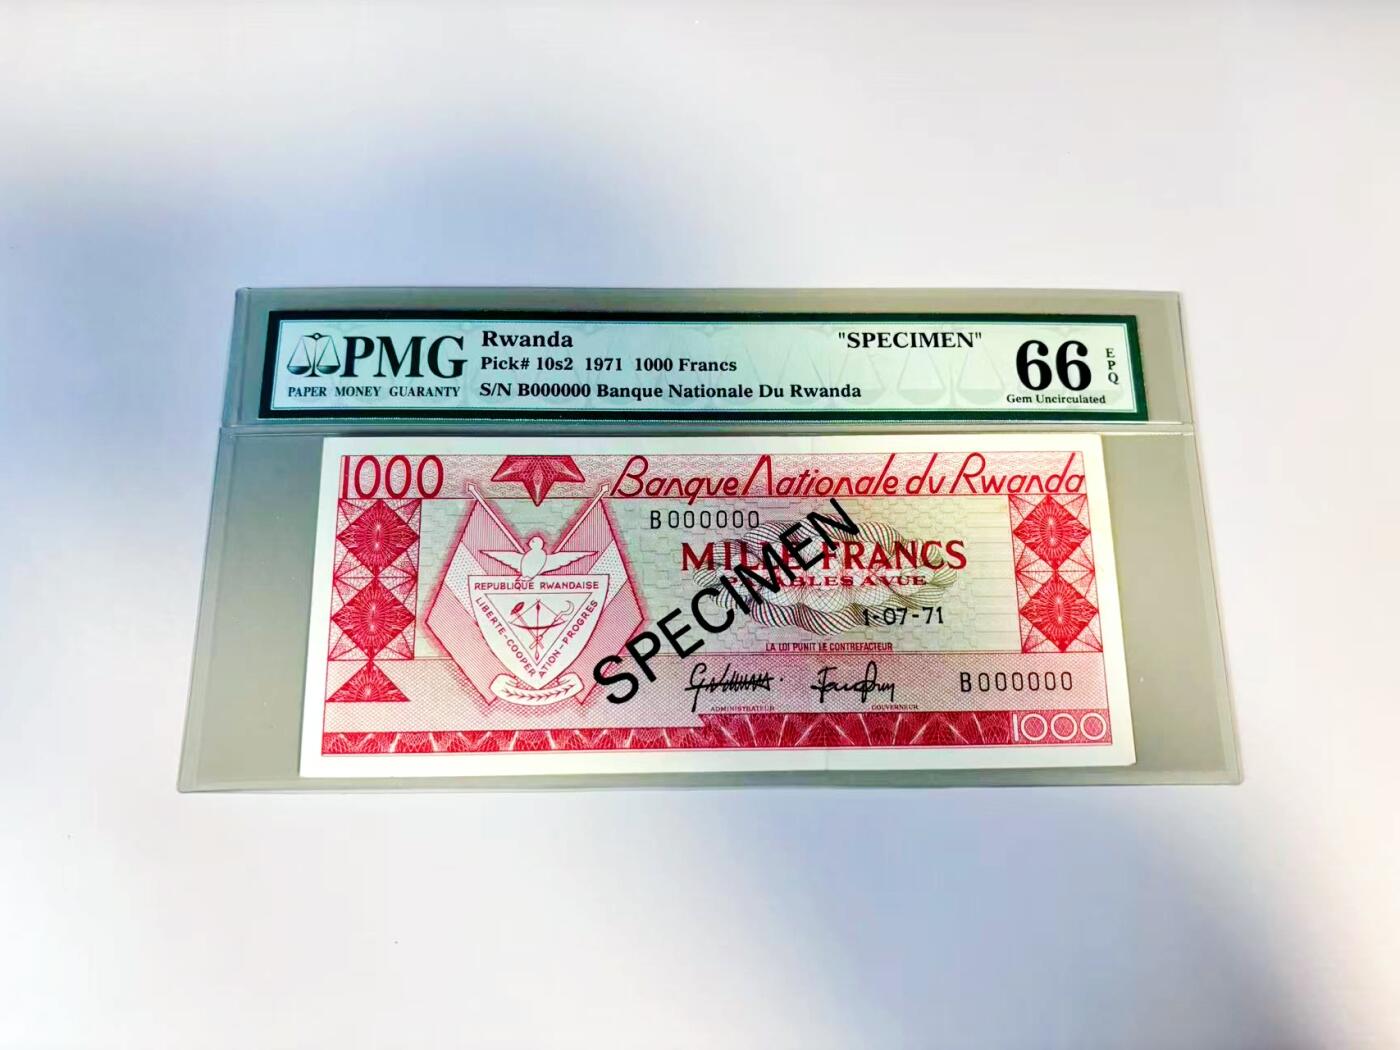 PMG
PAPER MONEY GUARANTY
Rwanda
Pick# 10s2 1971 1000 Francs
S/N B000000 Banque Nationale Du Rwanda
"SPECIMEN"
66
EPQ
Gem Uncirculated
1000
Banque Nationale du Rwanda
B000000
MILLE FRANCS
PAYABLES A VUE
SPECIMEN
1-07-71
LA LOI PUNIT LE CONTREFACTEUR
REPUBLIQUE RWANDAISE
LIBERTE-COOPERATION-PROGRES
ADMINISTRATEUR
GOUVERNEUR
B000000
1000